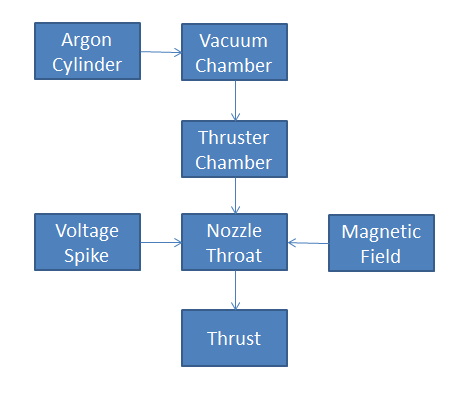 Argon
Cylinder
Vacuum
Chamber
Thruster
Chamber
Voltage
Spike
Nozzle
Throat
Magnetic
Field
Thrust